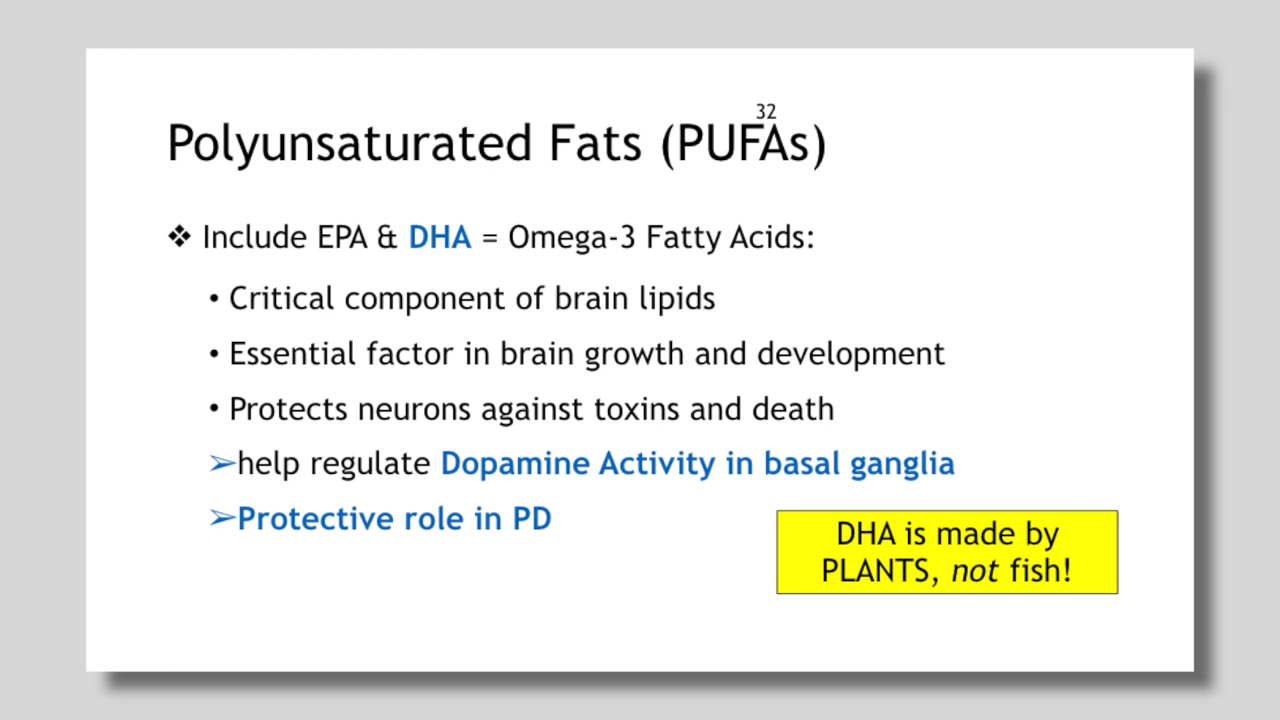 32
Polyunsaturated Fats (PUFAs)
❖ Include EPA & DHA = Omega-3 Fatty Acids:
• Critical component of brain lipids
• Essential factor in brain growth and development
• Protects neurons against toxins and death
➢help regulate Dopamine Activity in basal ganglia
➢Protective role in PD
DHA is made by
PLANTS, not fish!